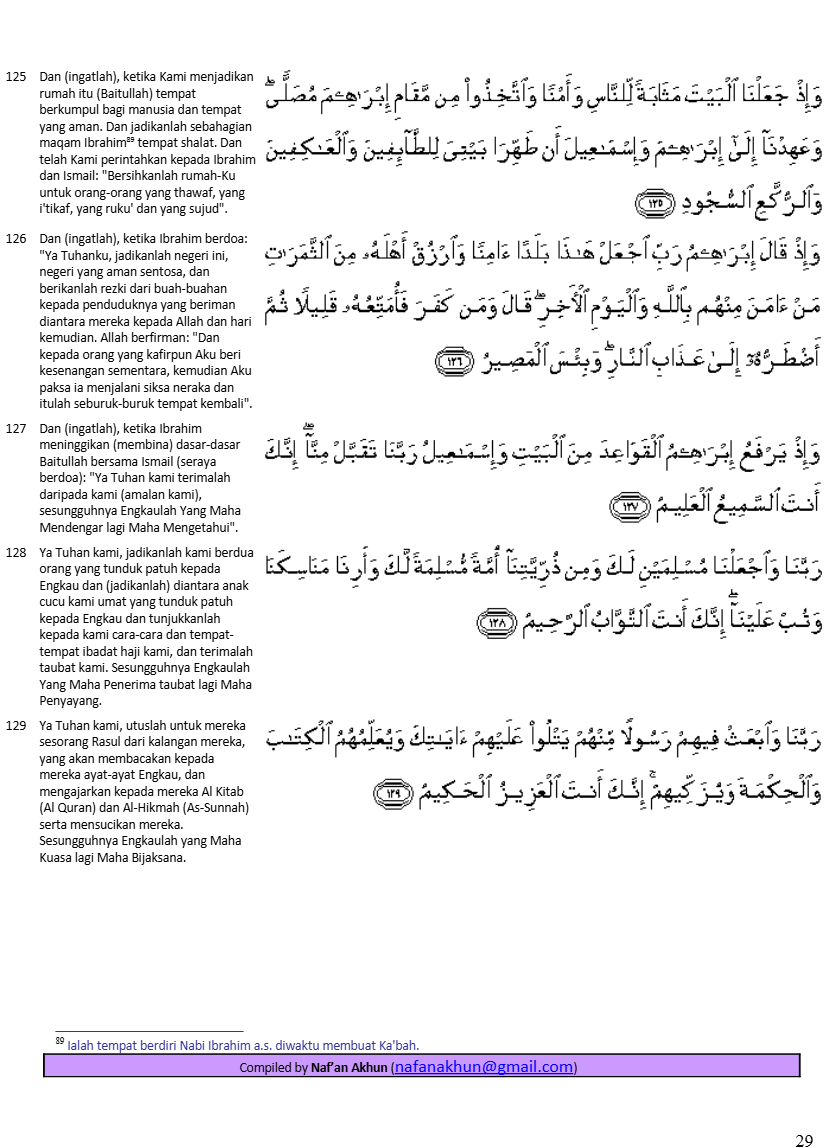 125 Dan (ingatlah), ketika Kami menjadikan
rumah itu (Baitullah) tempat
berkumpul bagi manusia dan tempat
yang aman. Dan jadikanlah sebahagian
maqam Ibrahim⁸⁹ tempat shalat. Dan
telah Kami perintahkan kepada Ibrahim
dan Ismail: "Bersihkanlah rumah-Ku
untuk orang-orang yang thawaf, yang
i'tikaf, yang ruku' dan yang sujud".
وَإِذْ جَعَلْنَا ٱلْبَيْتَ مَثَابَةً لِّلنَّاسِ وَأَمْنًا وَٱتَّخِذُوا۟ مِن مَّقَامِ إِبْرَٰهِـۧمَ مُصَلًّى ۖ
وَعَهِدْنَآ إِلَىٰٓ إِبْرَٰهِـۧمَ وَإِسْمَـٰعِيلَ أَن طَهِّرَا بَيْتِىَ لِلطَّآئِفِينَ وَٱلْعَـٰكِفِينَ
وَٱلرُّكَّعِ ٱلسُّجُودِ ١٢٥
126 Dan (ingatlah), ketika Ibrahim berdoa:
"Ya Tuhanku, jadikanlah negeri ini,
negeri yang aman sentosa, dan
berikanlah rezki dari buah-buahan
kepada penduduknya yang beriman
diantara mereka kepada Allah dan hari
kemudian. Allah berfirman: "Dan
kepada orang yang kafirpun Aku beri
kesenangan sementara, kemudian Aku
paksa ia menjalani siksa neraka dan
itulah seburuk-buruk tempat kembali".
وَإِذْ قَالَ إِبْرَٰهِـۧمُ رَبِّ ٱجْعَلْ هَـٰذَا بَلَدًا ءَامِنًا وَٱرْزُقْ أَهْلَهُۥ مِنَ ٱلثَّمَرَٰتِ
مَنْ ءَامَنَ مِنْهُم بِٱللَّهِ وَٱلْيَوْمِ ٱلْـَٔاخِرِ ۖ قَالَ وَمَن كَفَرَ فَأُمَتِّعُهُۥ قَلِيلًا ثُمَّ
أَضْطَرُّهُۥٓ إِلَىٰ عَذَابِ ٱلنَّارِ ۖ وَبِئْسَ ٱلْمَصِيرُ ١٢٦
127 Dan (ingatlah), ketika Ibrahim
meninggikan (membina) dasar-dasar
Baitullah bersama Ismail (seraya
berdoa): "Ya Tuhan kami terimalah
daripada kami (amalan kami),
sesungguhnya Engkaulah Yang Maha
Mendengar lagi Maha Mengetahui".
وَإِذْ يَرْفَعُ إِبْرَٰهِـۧمُ ٱلْقَوَاعِدَ مِنَ ٱلْبَيْتِ وَإِسْمَـٰعِيلُ رَبَّنَا تَقَبَّلْ مِنَّآ ۖ إِنَّكَ
أَنتَ ٱلسَّمِيعُ ٱلْعَلِيمُ ١٢٧
128 Ya Tuhan kami, jadikanlah kami berdua
orang yang tunduk patuh kepada
Engkau dan (jadikanlah) diantara anak
cucu kami umat yang tunduk patuh
kepada Engkau dan tunjukkanlah
kepada kami cara-cara dan tempat-
tempat ibadat haji kami, dan terimalah
taubat kami. Sesungguhnya Engkaulah
Yang Maha Penerima taubat lagi Maha
Penyayang.
رَبَّنَا وَٱجْعَلْنَا مُسْلِمَيْنِ لَكَ وَمِن ذُرِّيَّتِنَآ أُمَّةً مُّسْلِمَةً لَّكَ وَأَرِنَا مَنَاسِكَنَا
وَتُبْ عَلَيْنَآ ۖ إِنَّكَ أَنتَ ٱلتَّوَّابُ ٱلرَّحِيمُ ١٢٨
129 Ya Tuhan kami, utuslah untuk mereka
sesorang Rasul dari kalangan mereka,
yang akan membacakan kepada
mereka ayat-ayat Engkau, dan
mengajarkan kepada mereka Al Kitab
(Al Quran) dan Al-Hikmah (As-Sunnah)
serta mensucikan mereka.
Sesungguhnya Engkaulah yang Maha
Kuasa lagi Maha Bijaksana.
رَبَّنَا وَٱبْعَثْ فِيهِمْ رَسُولًا مِّنْهُمْ يَتْلُوا۟ عَلَيْهِمْ ءَايَـٰتِكَ وَيُعَلِّمُهُمُ ٱلْكِتَـٰبَ
وَٱلْحِكْمَةَ وَيُزَكِّيهِمْ ۚ إِنَّكَ أَنتَ ٱلْعَزِيزُ ٱلْحَكِيمُ ١٢٩
⁸⁹ Ialah tempat berdiri Nabi Ibrahim a.s. diwaktu membuat Ka'bah.
Compiled by Naf’an Akhun (nafanakhun@gmail.com)
29